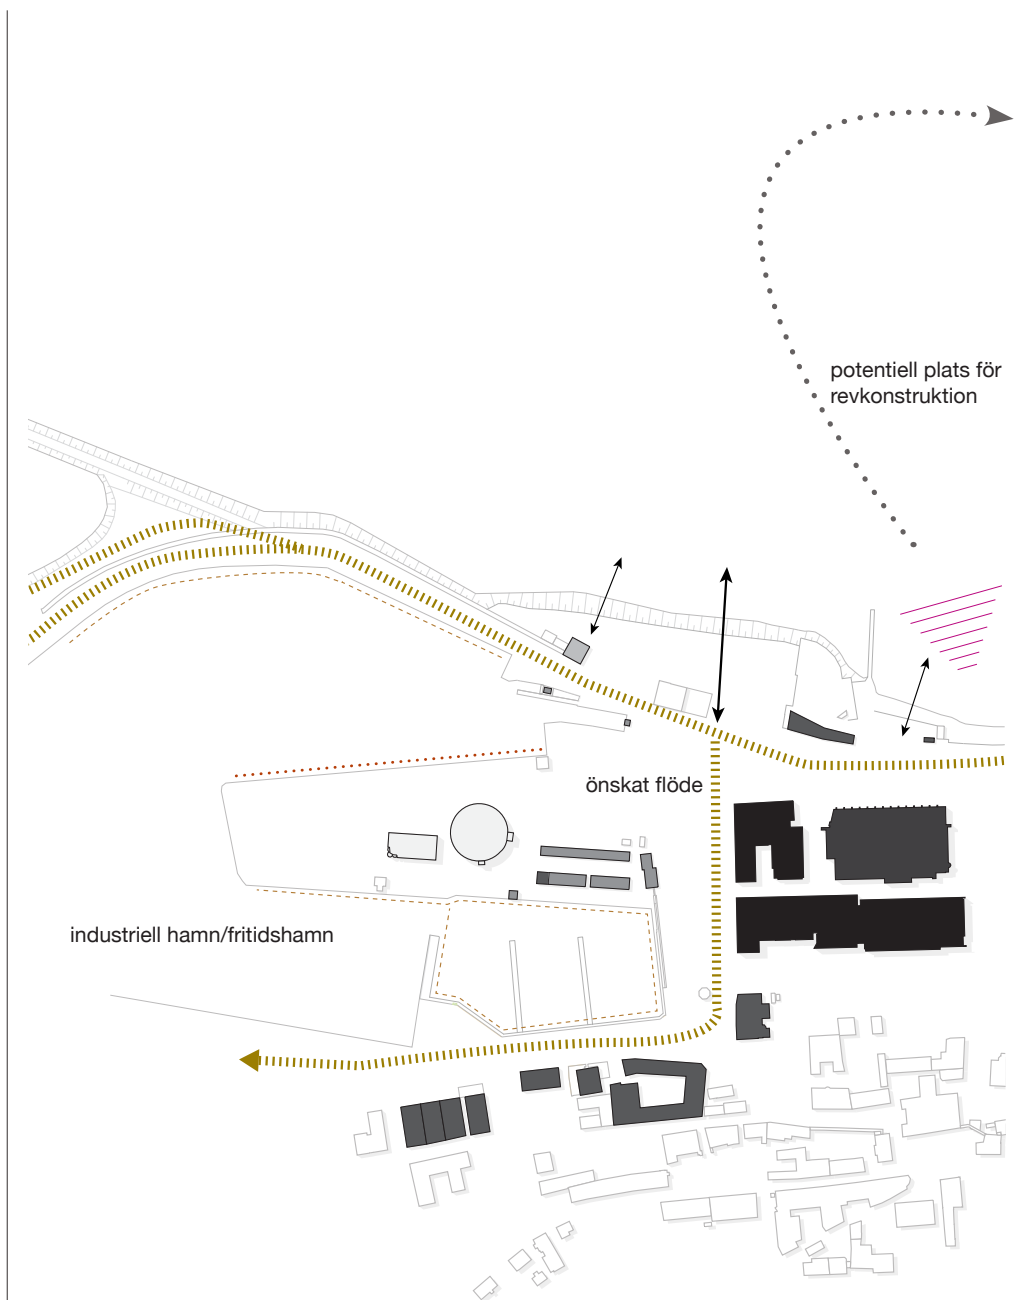 potentiell plats för
revkonstruktion
önskat flöde
industriell hamn/fritidshamn